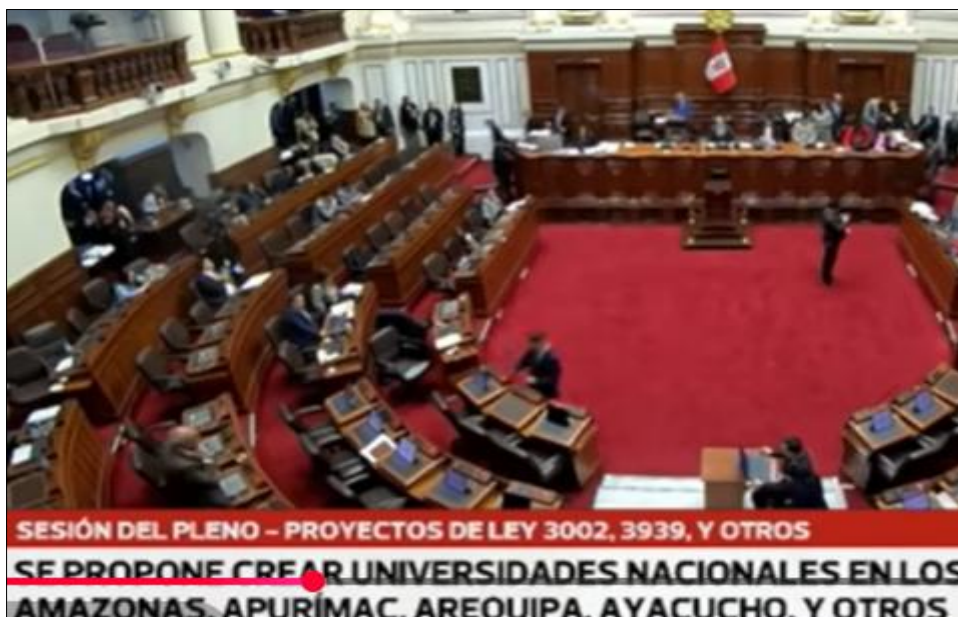 SESIÓN DEL PLENO – PROYECTOS DE LEY 3002, 3939, Y OTROS
SE PROPONE CREAR UNIVERSIDADES NACIONALES EN LOS
AMAZONAS, APURÍMAC, AREQUIPA, AYACUCHO, Y OTROS